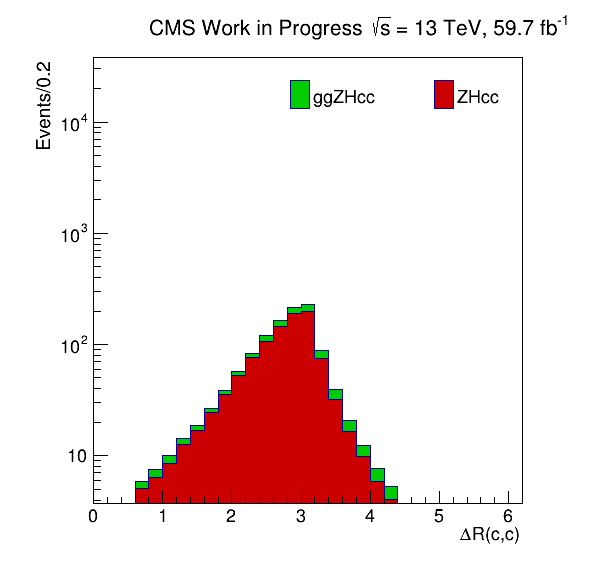 CMS Work in Progress √s = 13 TeV, 59.7 fb⁻¹
Events/0.2
ggZHcc ZHcc
10⁴
10³
10²
10
0 1 2 3 4 5 6
ΔR(c,c)